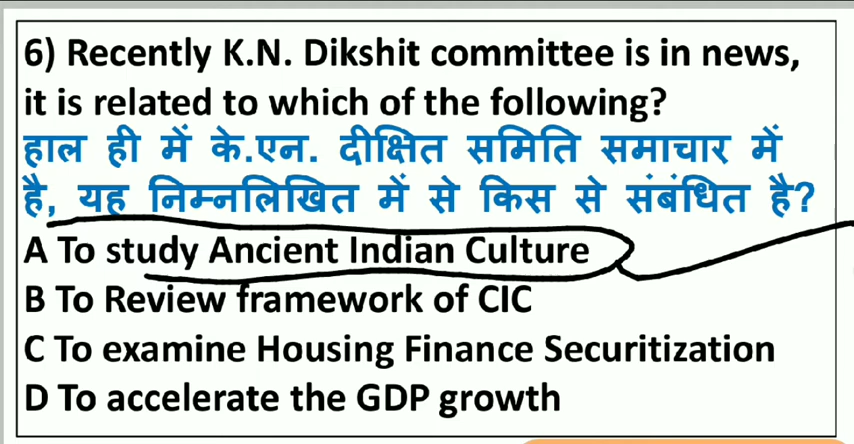 6) Recently K.N. Dikshit committee is in news,
it is related to which of the following?
हाल ही में के.एन. दीक्षित समिति समाचार में
है, यह निम्नलिखित में से किस से संबंधित है?
A To study Ancient Indian Culture
B To Review framework of CIC
C To examine Housing Finance Securitization
D To accelerate the GDP growth